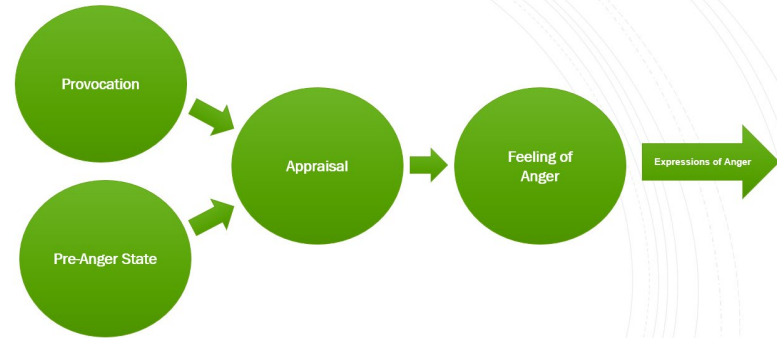 Provocation
Pre-Anger State
Appraisal
Feeling of
Anger
Expressions of Anger